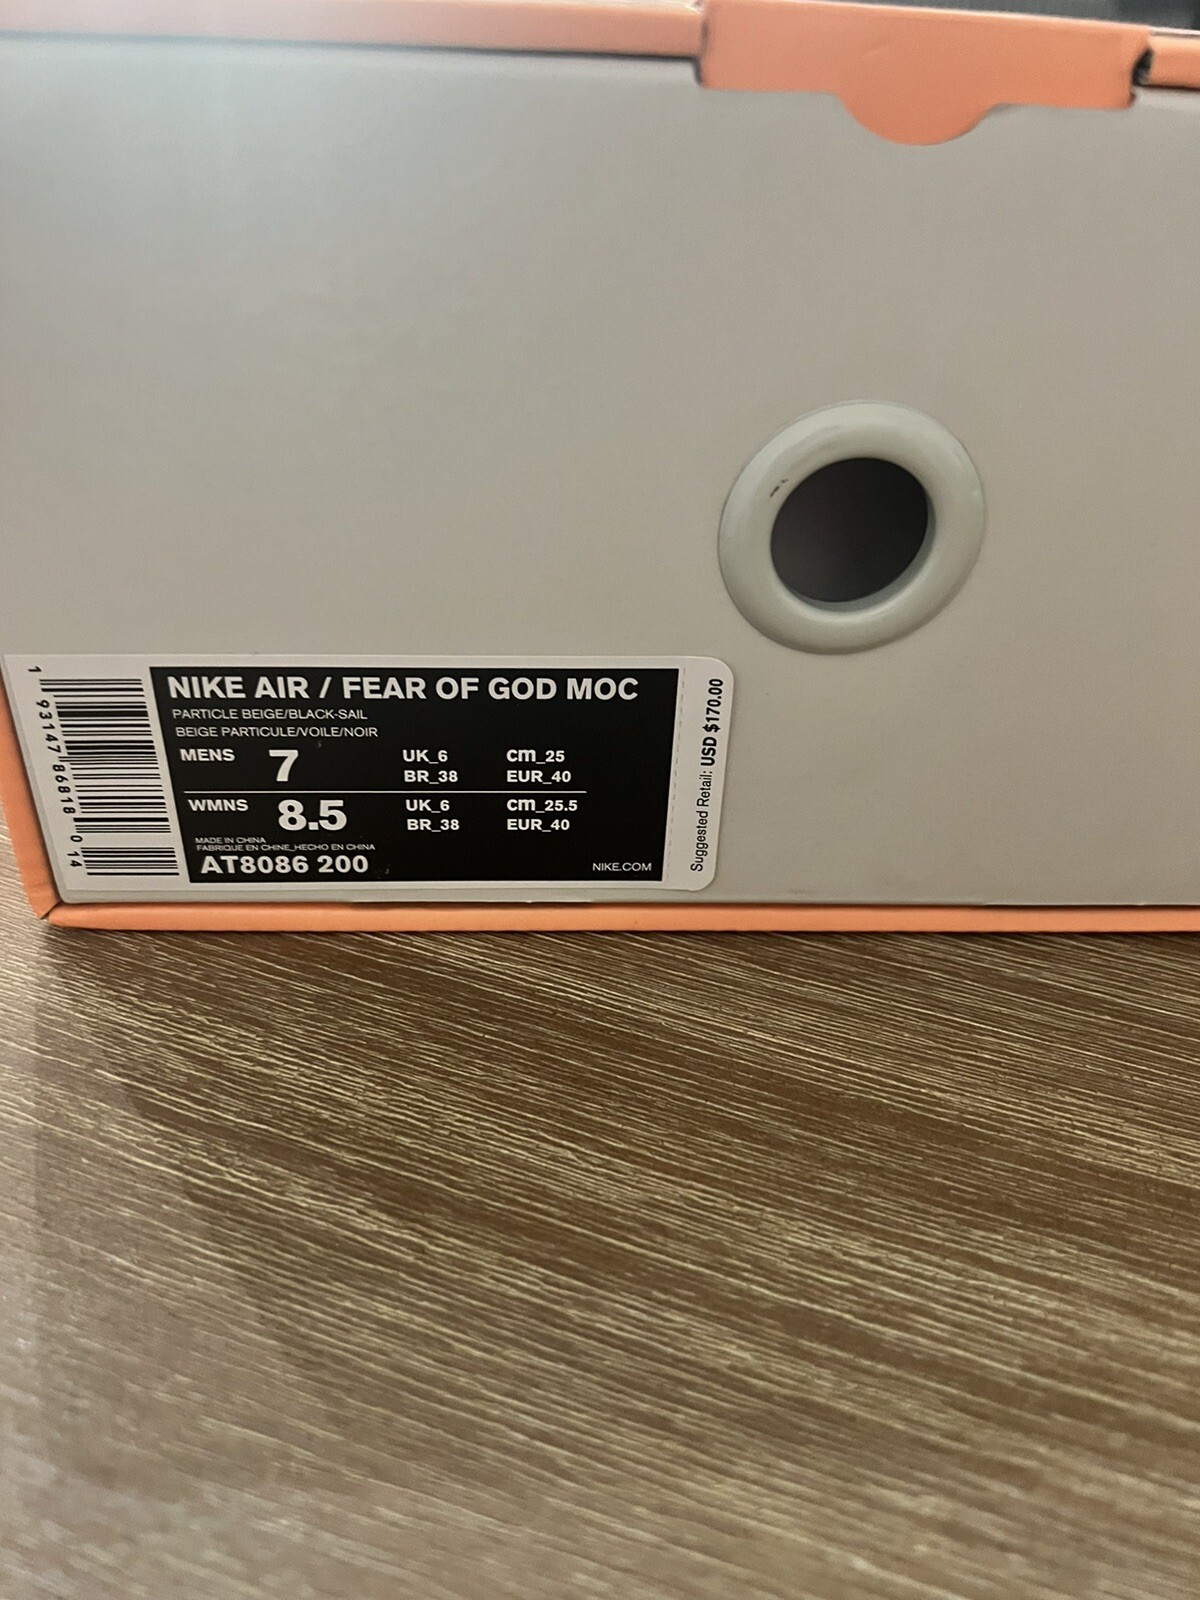 NIKE AIR / FEAR OF GOD MOC
PARTICLE BEIGE/BLACK-SAIL
BEIGE PARTICULE/VOILE/NOIR
MENS 7 UK_6 cm_25
BR_38 EUR_40
WMNS 8.5 UK_6 cm_25.5
BR_38 EUR_40
MADE IN CHINA
FABRIQUE EN CHINE_HECHO EN CHINA
AT8086 200 NIKE.COM
1 93147 86818 0 14
Suggested Retail: USD $170.00